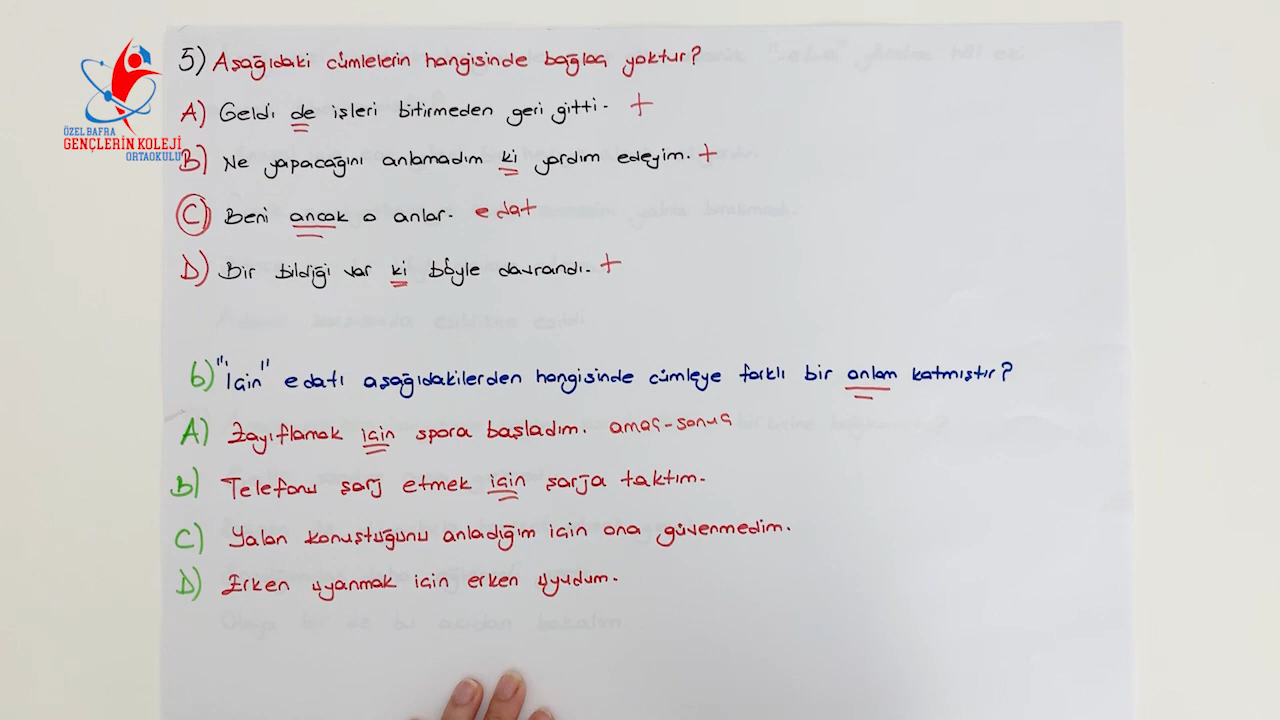 ÖZEL BAFRA
GENÇLERİN KOLEJİ
ORTAOKULU
5) Aşağıdaki cümlelerin hangisinde bağlaç yoktur?
A) Geldi de işleri bitirmeden geri gitti. +
B) Ne yapacağını anlamadım ki yardım edeyim. +
C) Beni ancak o anlar. edat
D) Bir bildiği var ki böyle davrandı. +
6) "İçin" edatı aşağıdakilerden hangisinde cümleye farklı bir anlam katmıştır?
A) Zayıflamak için spora başladım. amaç-sonuç
B) Telefonu şarj etmek için şarja taktım.
C) Yalan konuştuğunu anladığım için ona güvenmedim.
D) Erken uyanmak için erken uyudum.